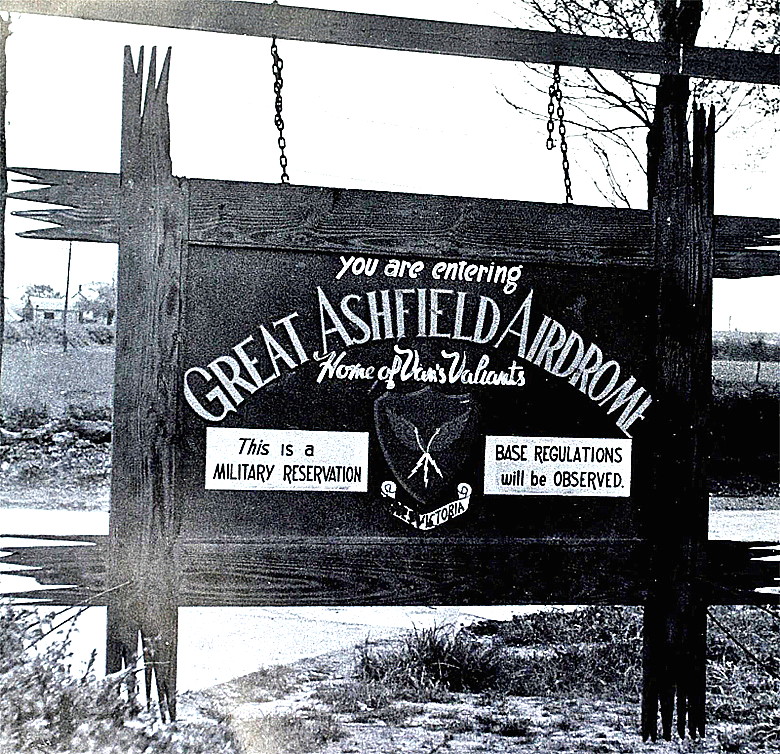 you are entering
GREAT ASHFIELD AIRDROME
Home of Van's Valiants
This is a
MILITARY RESERVATION
BASE REGULATIONS
will be OBSERVED.